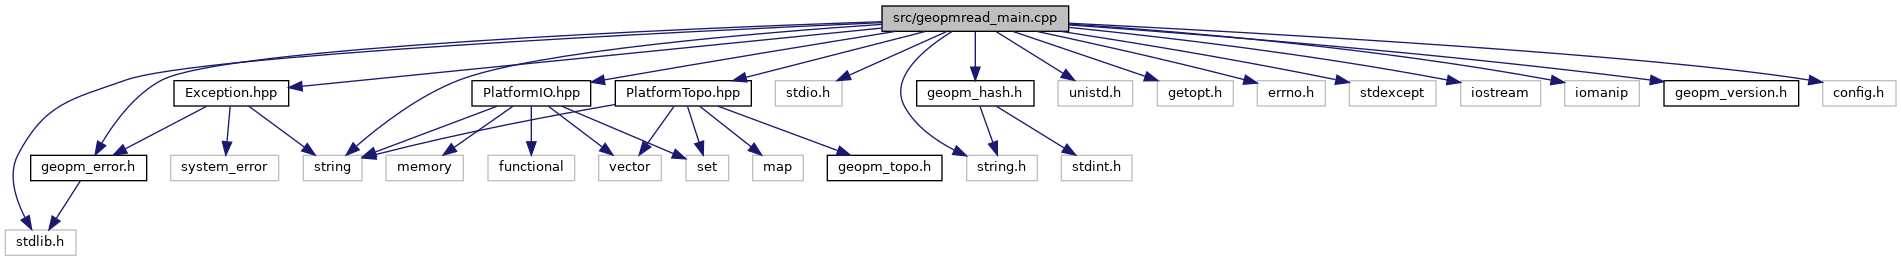 src/geopmread_main.cpp
Exception.hpp
PlatformIO.hpp
PlatformTopo.hpp
stdio.h
geopm_hash.h
unistd.h
getopt.h
errno.h
stdexcept
iostream
iomanip
geopm_version.h
config.h
geopm_error.h
system_error
string
memory
functional
vector
set
map
geopm_topo.h
string.h
stdint.h
stdlib.h